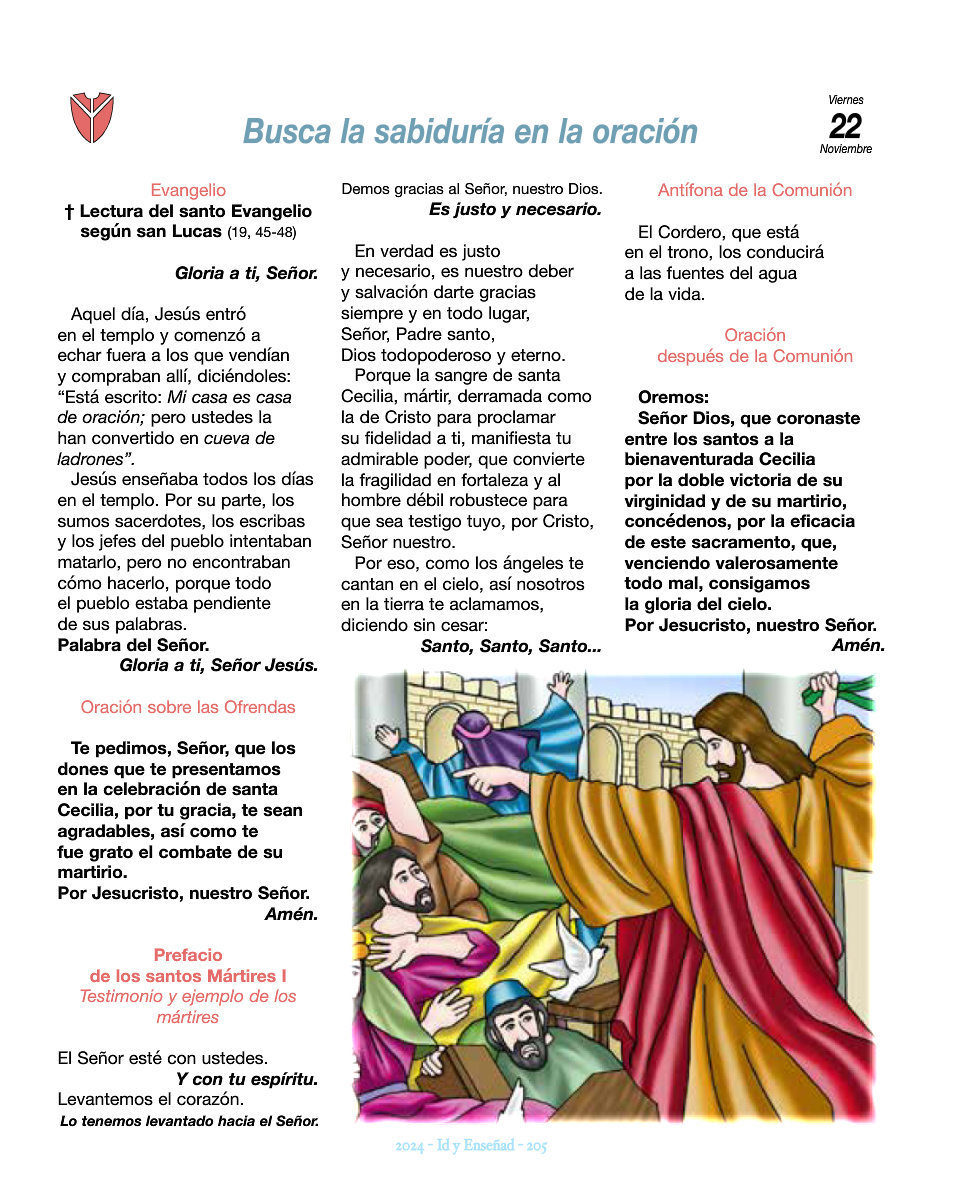 Busca la sabiduría en la oración
Viernes
22
Noviembre
Evangelio
† Lectura del santo Evangelio
según san Lucas (19, 45-48)
Gloria a ti, Señor.
Aquel día, Jesús entró
en el templo y comenzó a
echar fuera a los que vendían
y compraban allí, diciéndoles:
“Está escrito: Mi casa es casa
de oración; pero ustedes la
han convertido en cueva de
ladrones”.
Jesús enseñaba todos los días
en el templo. Por su parte, los
sumos sacerdotes, los escribas
y los jefes del pueblo intentaban
matarlo, pero no encontraban
cómo hacerlo, porque todo
el pueblo estaba pendiente
de sus palabras.
Palabra del Señor.
Gloria a ti, Señor Jesús.
Oración sobre las Ofrendas
Te pedimos, Señor, que los
dones que te presentamos
en la celebración de santa
Cecilia, por tu gracia, te sean
agradables, así como te
fue grato el combate de su
martirio.
Por Jesucristo, nuestro Señor.
Amén.
Prefacio
de los santos Mártires I
Testimonio y ejemplo de los
mártires
El Señor esté con ustedes.
Y con tu espíritu.
Levantemos el corazón.
Lo tenemos levantado hacia el Señor.
Demos gracias al Señor, nuestro Dios.
Es justo y necesario.
En verdad es justo
y necesario, es nuestro deber
y salvación darte gracias
siempre y en todo lugar,
Señor, Padre santo,
Dios todopoderoso y eterno.
Porque la sangre de santa
Cecilia, mártir, derramada como
la de Cristo para proclamar
su fidelidad a ti, manifiesta tu
admirable poder, que convierte
la fragilidad en fortaleza y al
hombre débil robustece para
que sea testigo tuyo, por Cristo,
Señor nuestro.
Por eso, como los ángeles te
cantan en el cielo, así nosotros
en la tierra te aclamamos,
diciendo sin cesar:
Santo, Santo, Santo...
Antífona de la Comunión
El Cordero, que está
en el trono, los conducirá
a las fuentes del agua
de la vida.
Oración
después de la Comunión
Oremos:
Señor Dios, que coronaste
entre los santos a la
bienaventurada Cecilia
por la doble victoria de su
virginidad y de su martirio,
concédenos, por la eficacia
de este sacramento, que,
venciendo valerosamente
todo mal, consigamos
la gloria del cielo.
Por Jesucristo, nuestro Señor.
Amén.
2024 - Id y Enseñad - 205